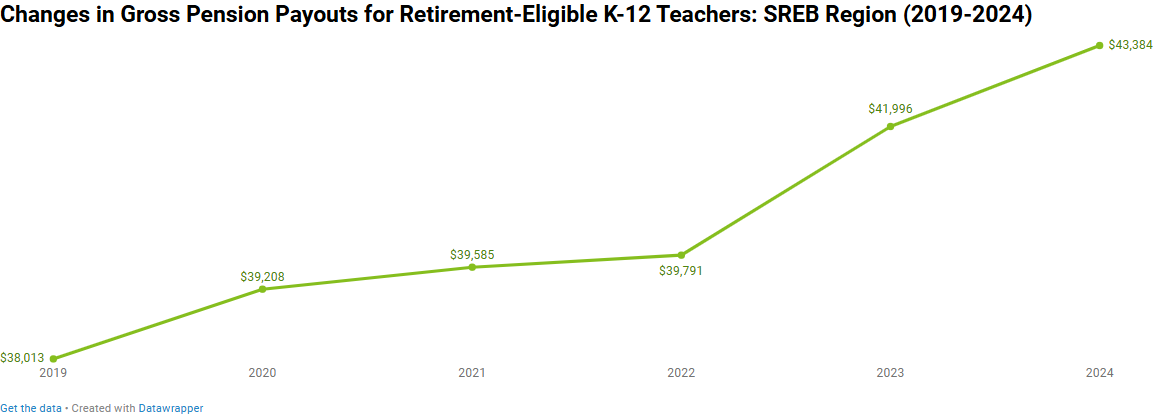 Changes in Gross Pension Payouts for Retirement-Eligible K-12 Teachers: SREB Region (2019-2024)
$43,384
$41,996
$39,585
$39,791
$39,208
$38,013
2019 2020 2021 2022 2023 2024
Get the data • Created with Datawrapper